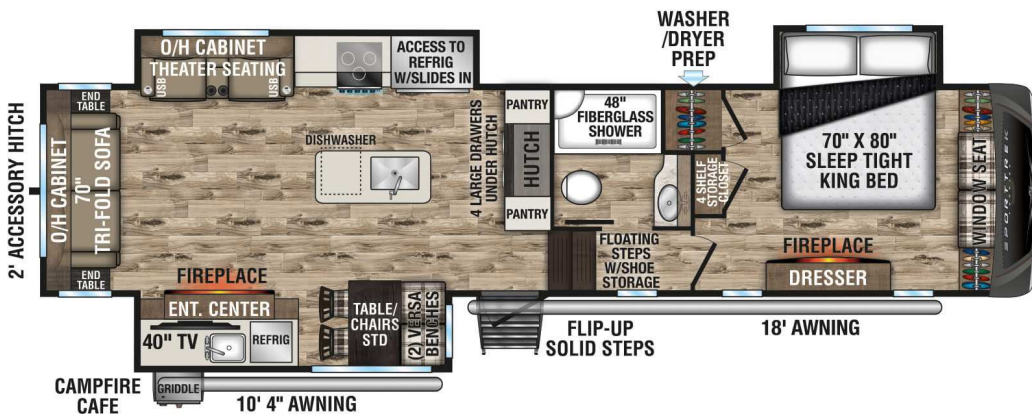 O/H CABINET
THEATER SEATING
USB
USB
ACCESS TO
REFRIG
W/SLIDES IN
WASHER
/DRYER
PREP
2' ACCESSORY HITCH
END
TABLE
O/H CABINET
70"
TRI-FOLD SOFA
END
TABLE
DISHWASHER
4 LARGE DRAWERS
UNDER HUTCH
PANTRY
HUTCH
PANTRY
48"
FIBERGLASS
SHOWER
4 SHELF
STORAGE
CLOSET
70" X 80"
SLEEP TIGHT
KING BED
WINDOW SEAT
SPORTTREK
FLOATING
STEPS
W/SHOE
STORAGE
FIREPLACE
DRESSER
FIREPLACE
ENT. CENTER
40" TV
REFRIG
TABLE/
CHAIRS
STD
(2) VERSA
BENCHES
FLIP-UP
SOLID STEPS
18' AWNING
CAMPFIRE
CAFE
GRIDDLE
10' 4" AWNING